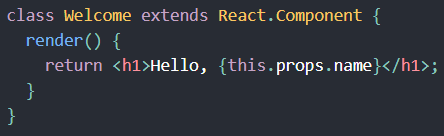 class Welcome extends React.Component {
  render() {
    return <h1>Hello, {this.props.name}</h1>;
  }
}